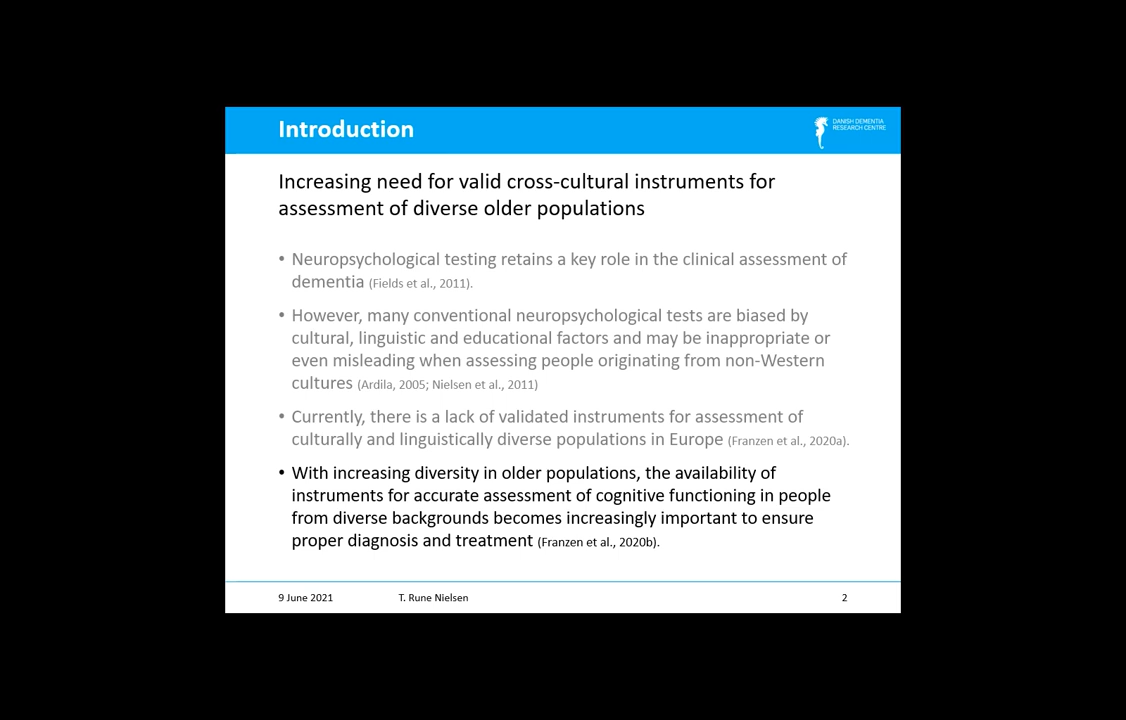 Introduction
DANISH DEMENTIA
RESEARCH CENTRE
Increasing need for valid cross-cultural instruments for
assessment of diverse older populations
• Neuropsychological testing retains a key role in the clinical assessment of
dementia (Fields et al., 2011).
• However, many conventional neuropsychological tests are biased by
cultural, linguistic and educational factors and may be inappropriate or
even misleading when assessing people originating from non-Western
cultures (Ardila, 2005; Nielsen et al., 2011)
• Currently, there is a lack of validated instruments for assessment of
culturally and linguistically diverse populations in Europe (Franzen et al., 2020a).
• With increasing diversity in older populations, the availability of
instruments for accurate assessment of cognitive functioning in people
from diverse backgrounds becomes increasingly important to ensure
proper diagnosis and treatment (Franzen et al., 2020b).
9 June 2021 T. Rune Nielsen 2